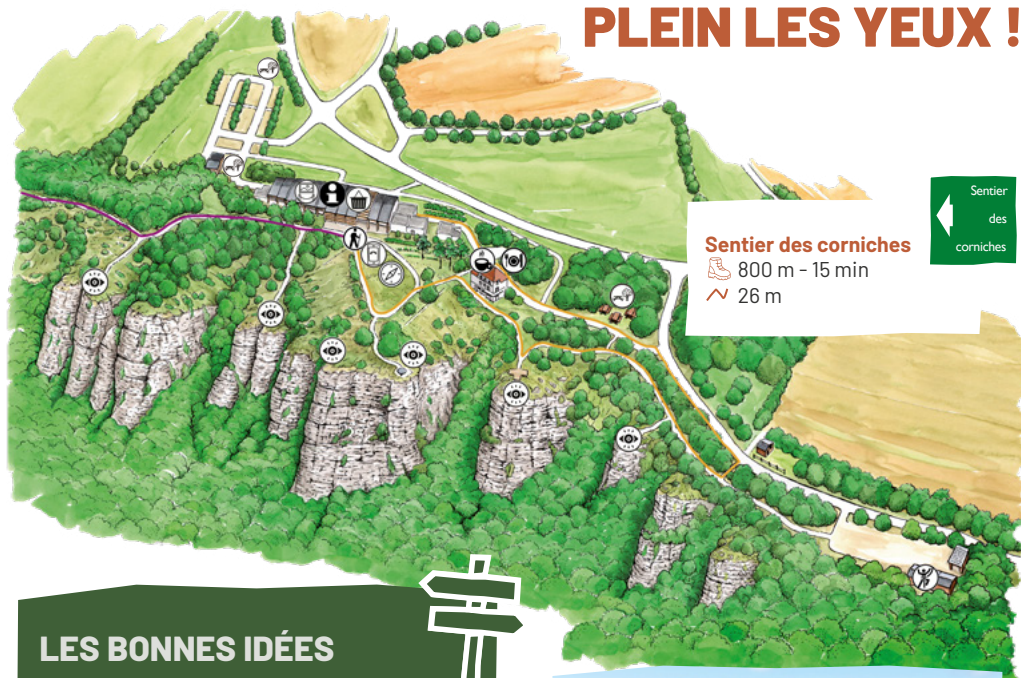 PLEIN LES YEUX !
Sentier
des
corniches
Sentier des corniches
800 m - 15 min
26 m
LES BONNES IDÉES